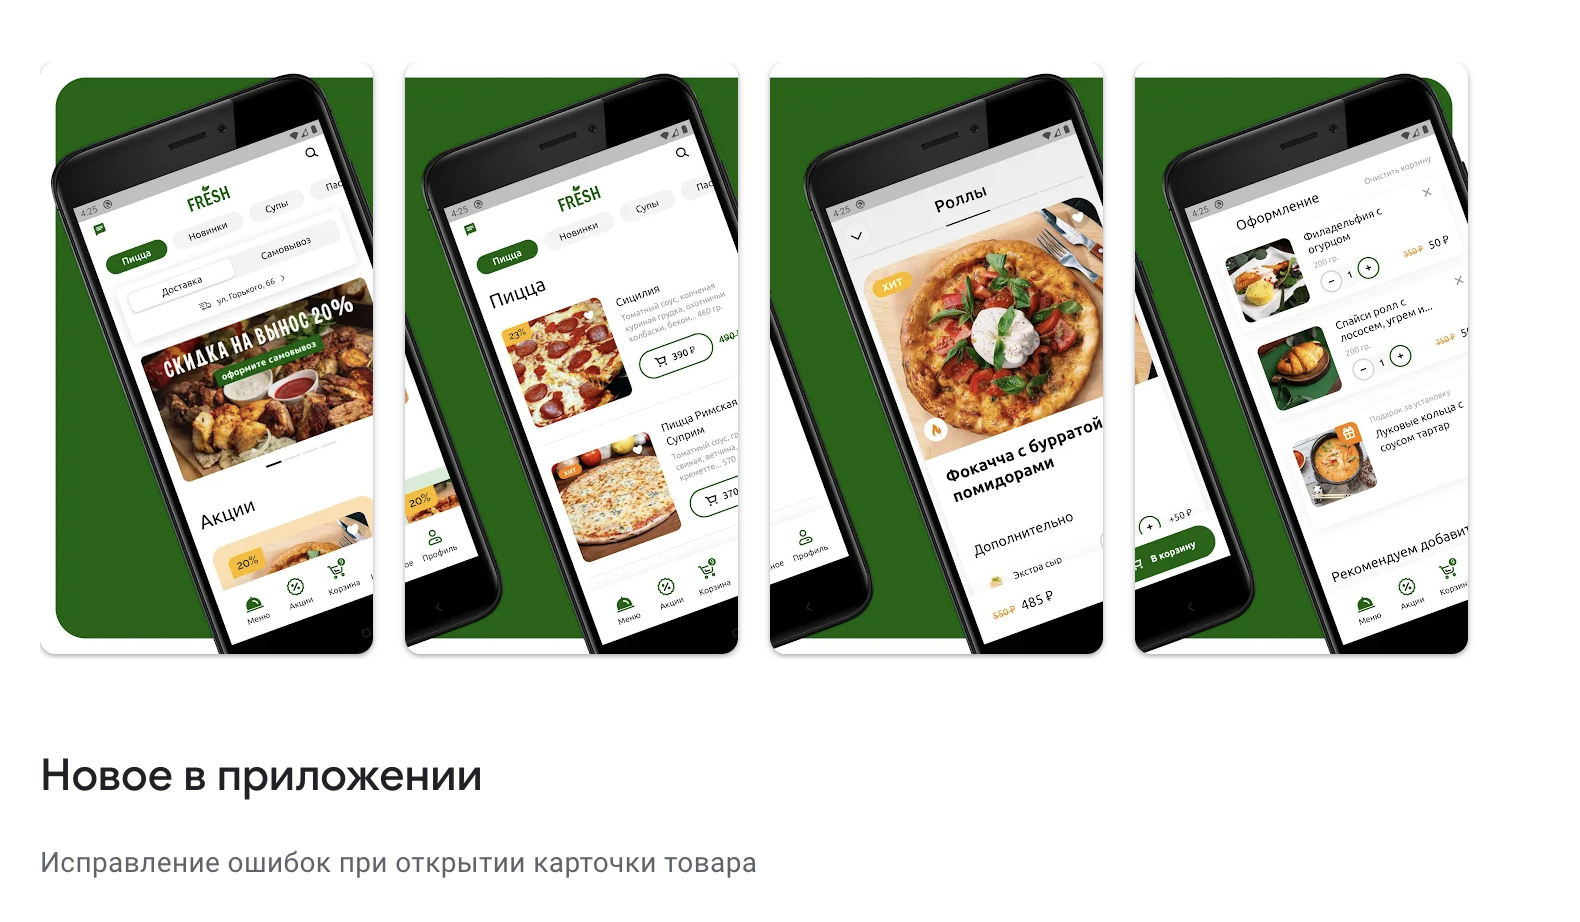 4:25
FRESH
Пицца
Новинки
Супы
Доставка
Самовывоз
ул. Горького, 66
СКИДКА НА ВЫНОС 20%
оформите самовывоз
Акции
20%
Меню
Акции
Корзина
20%
Профиль
4:25
FRESH
Пицца
Новинки
Супы
Пицца
23%
Сицилия
Томатный соус, копченая
куриная грудка, охотничьи
колбаски, бекон... 460 гр.
390 ₽
490
хит
Пицца Римская
Суприм
Томатный соус,
свиная, ветчина,
креметте... 570
370
Меню
Акции
Корзина
Профиль
4:25
Роллы
ХИТ
Фокачча с бурратой
помидорами
Дополнительно
Экстра сыр
550 ₽ 485 ₽
+50 ₽
В корзину
4:25
Очистить корзину
Оформление
Филадельфия с
огурцом
200 гр.
1
350 ₽ 50 ₽
Спайси ролл с
лососем, угрем и...
200 гр.
1
350 ₽
Подарок за установку
Луковые кольца с
соусом тартар
Рекомендуем добавит
Меню
Акции
Корзин
Новое в приложении
Исправление ошибок при открытии карточки товара